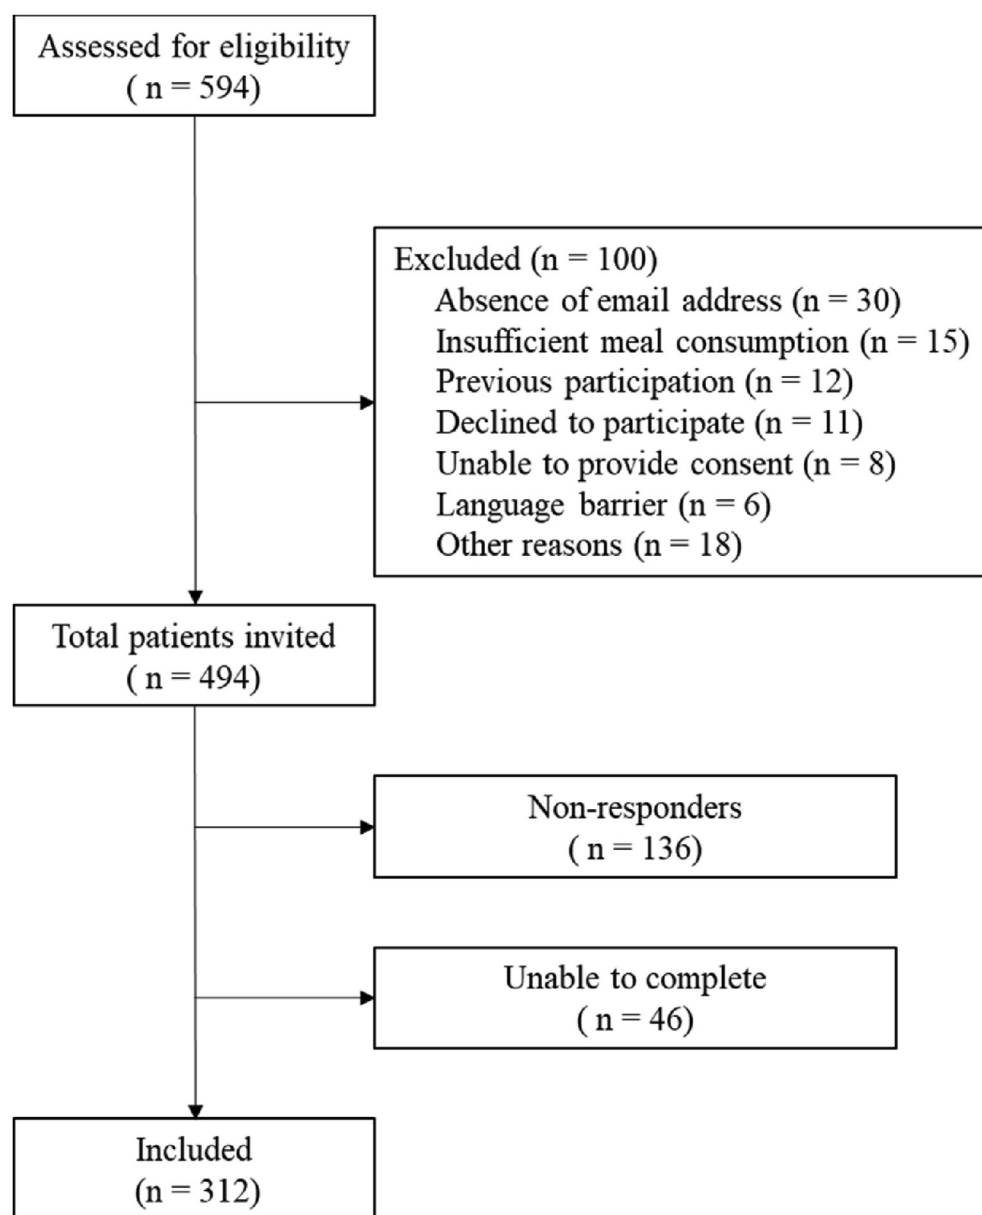 Assessed for eligibility
( n = 594)
Excluded (n = 100)
Absence of email address (n = 30)
Insufficient meal consumption (n = 15)
Previous participation (n = 12)
Declined to participate (n = 11)
Unable to provide consent (n = 8)
Language barrier (n = 6)
Other reasons (n = 18)
Total patients invited
( n = 494)
Non-responders
( n = 136)
Unable to complete
( n = 46)
Included
(n = 312)